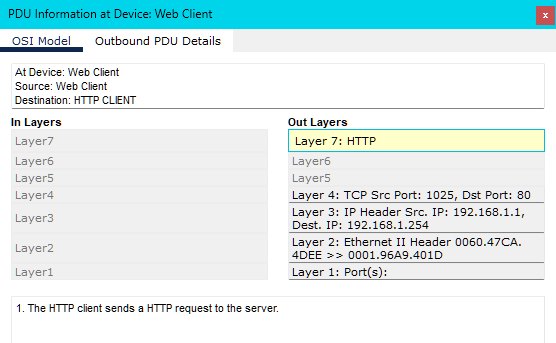 PDU Information at Device: Web Client
x
OSI Model
Outbound PDU Details
At Device: Web Client
Source: Web Client
Destination: HTTP CLIENT
In Layers
Layer7
Layer6
Layer5
Layer4
Layer3
Layer2
Layer1
Out Layers
Layer 7: HTTP
Layer6
Layer5
Layer 4: TCP Src Port: 1025, Dst Port: 80
Layer 3: IP Header Src. IP: 192.168.1.1,
Dest. IP: 192.168.1.254
Layer 2: Ethernet II Header 0060.47CA.
4DEE >> 0001.96A9.401D
Layer 1: Port(s):
1. The HTTP client sends a HTTP request to the server.